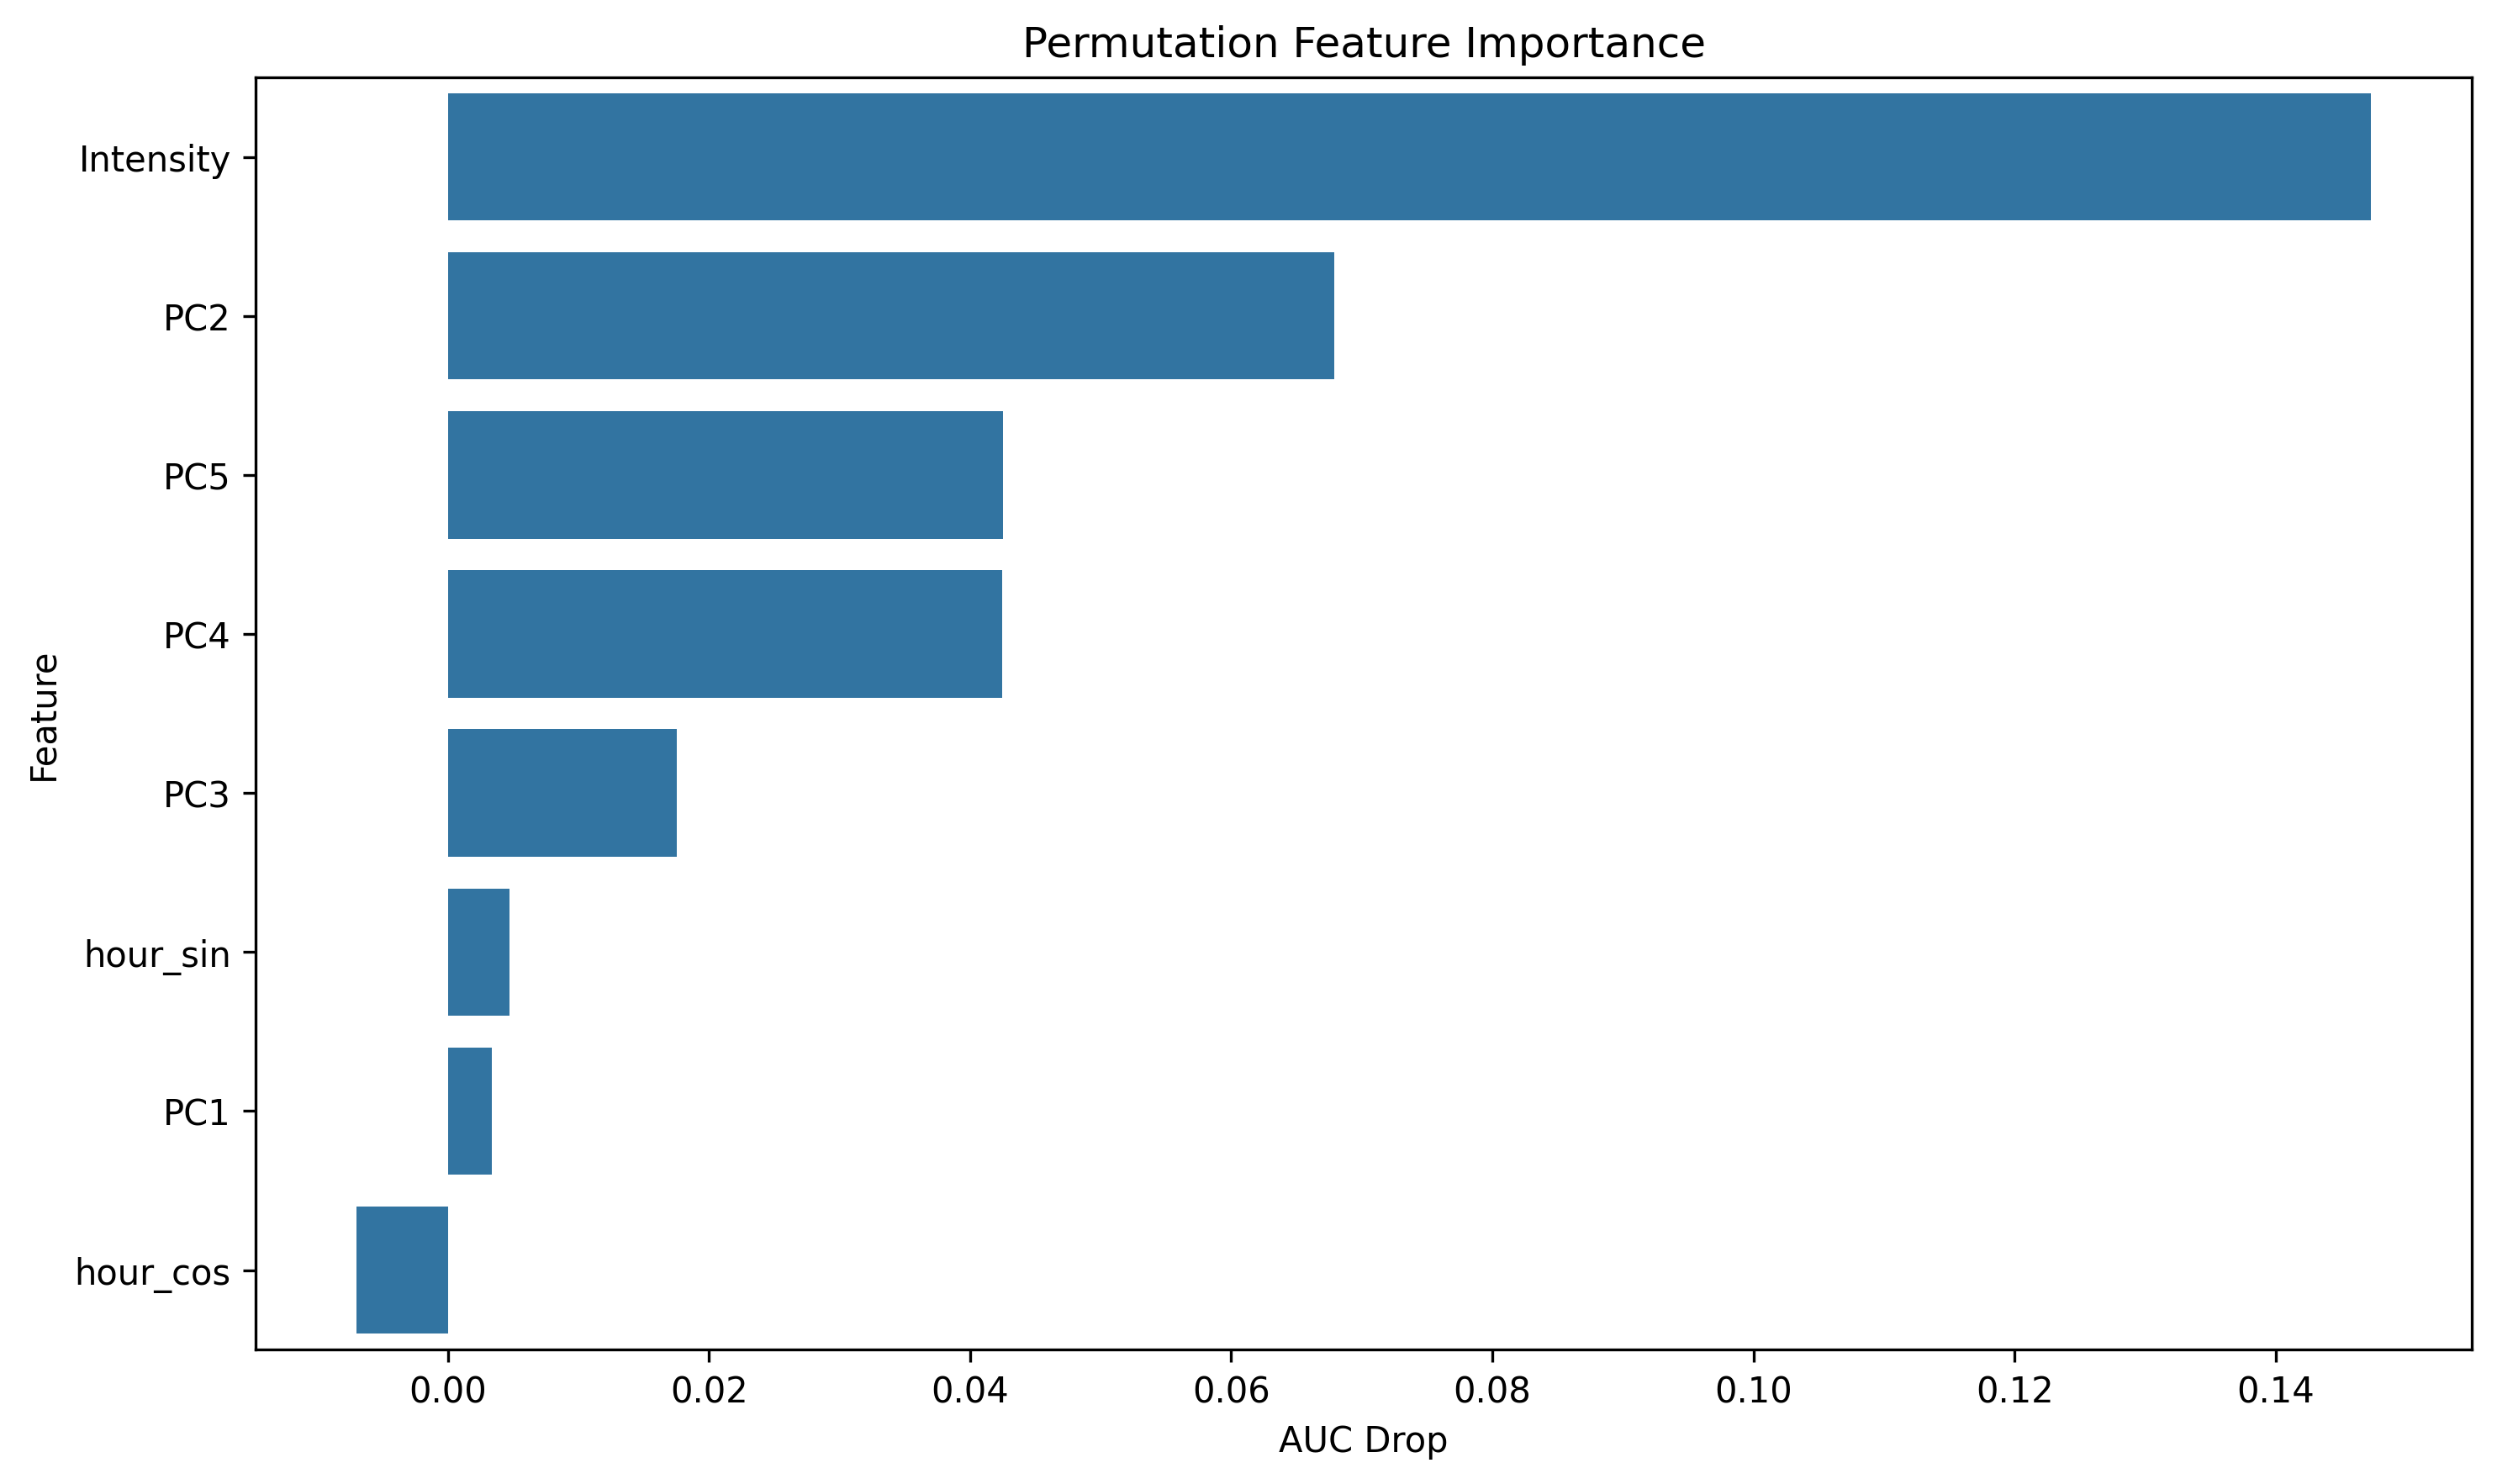 Permutation Feature Importance
Feature
Intensity
PC2
PC5
PC4
PC3
hour_sin
PC1
hour_cos
0.00 0.02 0.04 0.06 0.08 0.10 0.12 0.14
AUC Drop